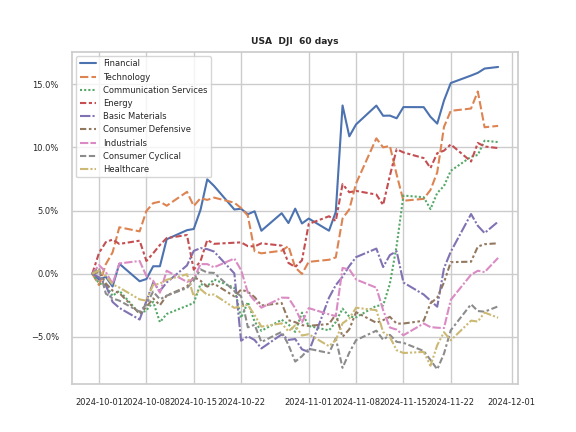 USA DJI 60 days
Financial
Technology
Communication Services
Energy
Basic Materials
Consumer Defensive
Industrials
Consumer Cyclical
Healthcare
15.0%
10.0%
5.0%
0.0%
−5.0%
2024-10-01 2024-10-08 2024-10-15 2024-10-22 2024-11-01 2024-11-08 2024-11-15 2024-11-22 2024-12-01